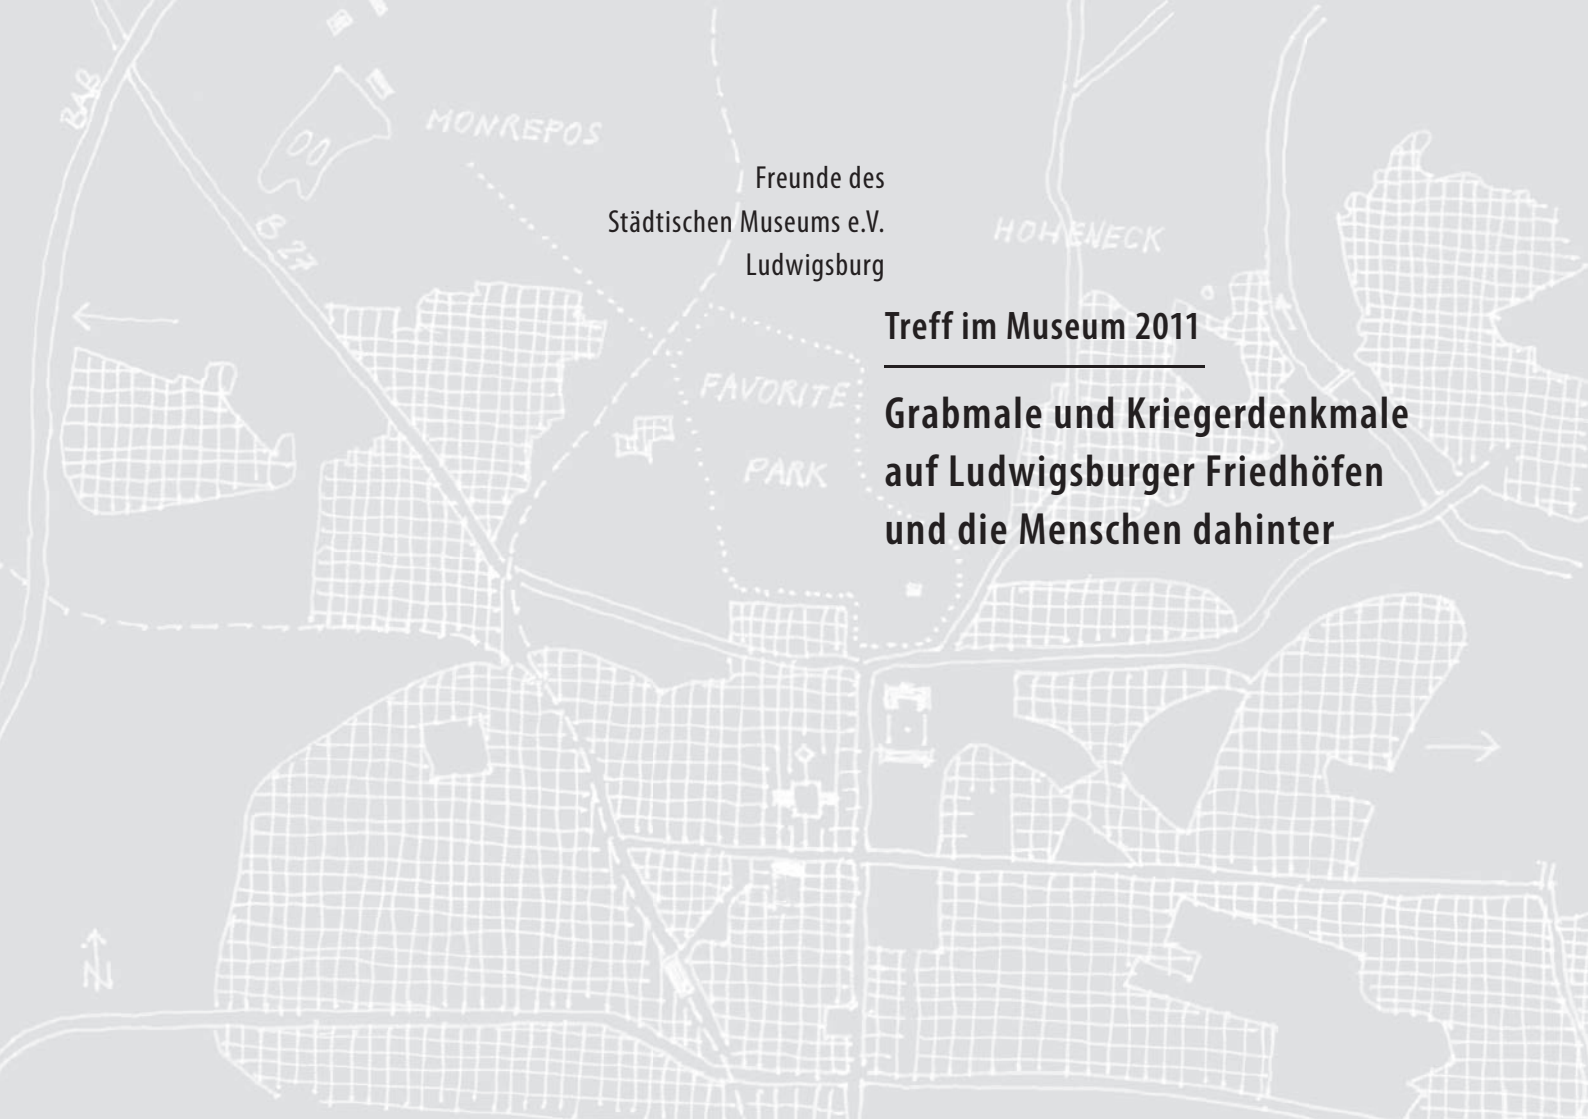 BAB
MONREPOS
B 27
Freunde des
Städtischen Museums e.V.
Ludwigsburg
HOHENECK
Treff im Museum 2011
FAVORITE
PARK
Grabmale und Kriegerdenkmale
auf Ludwigsburger Friedhöfen
und die Menschen dahinter
N